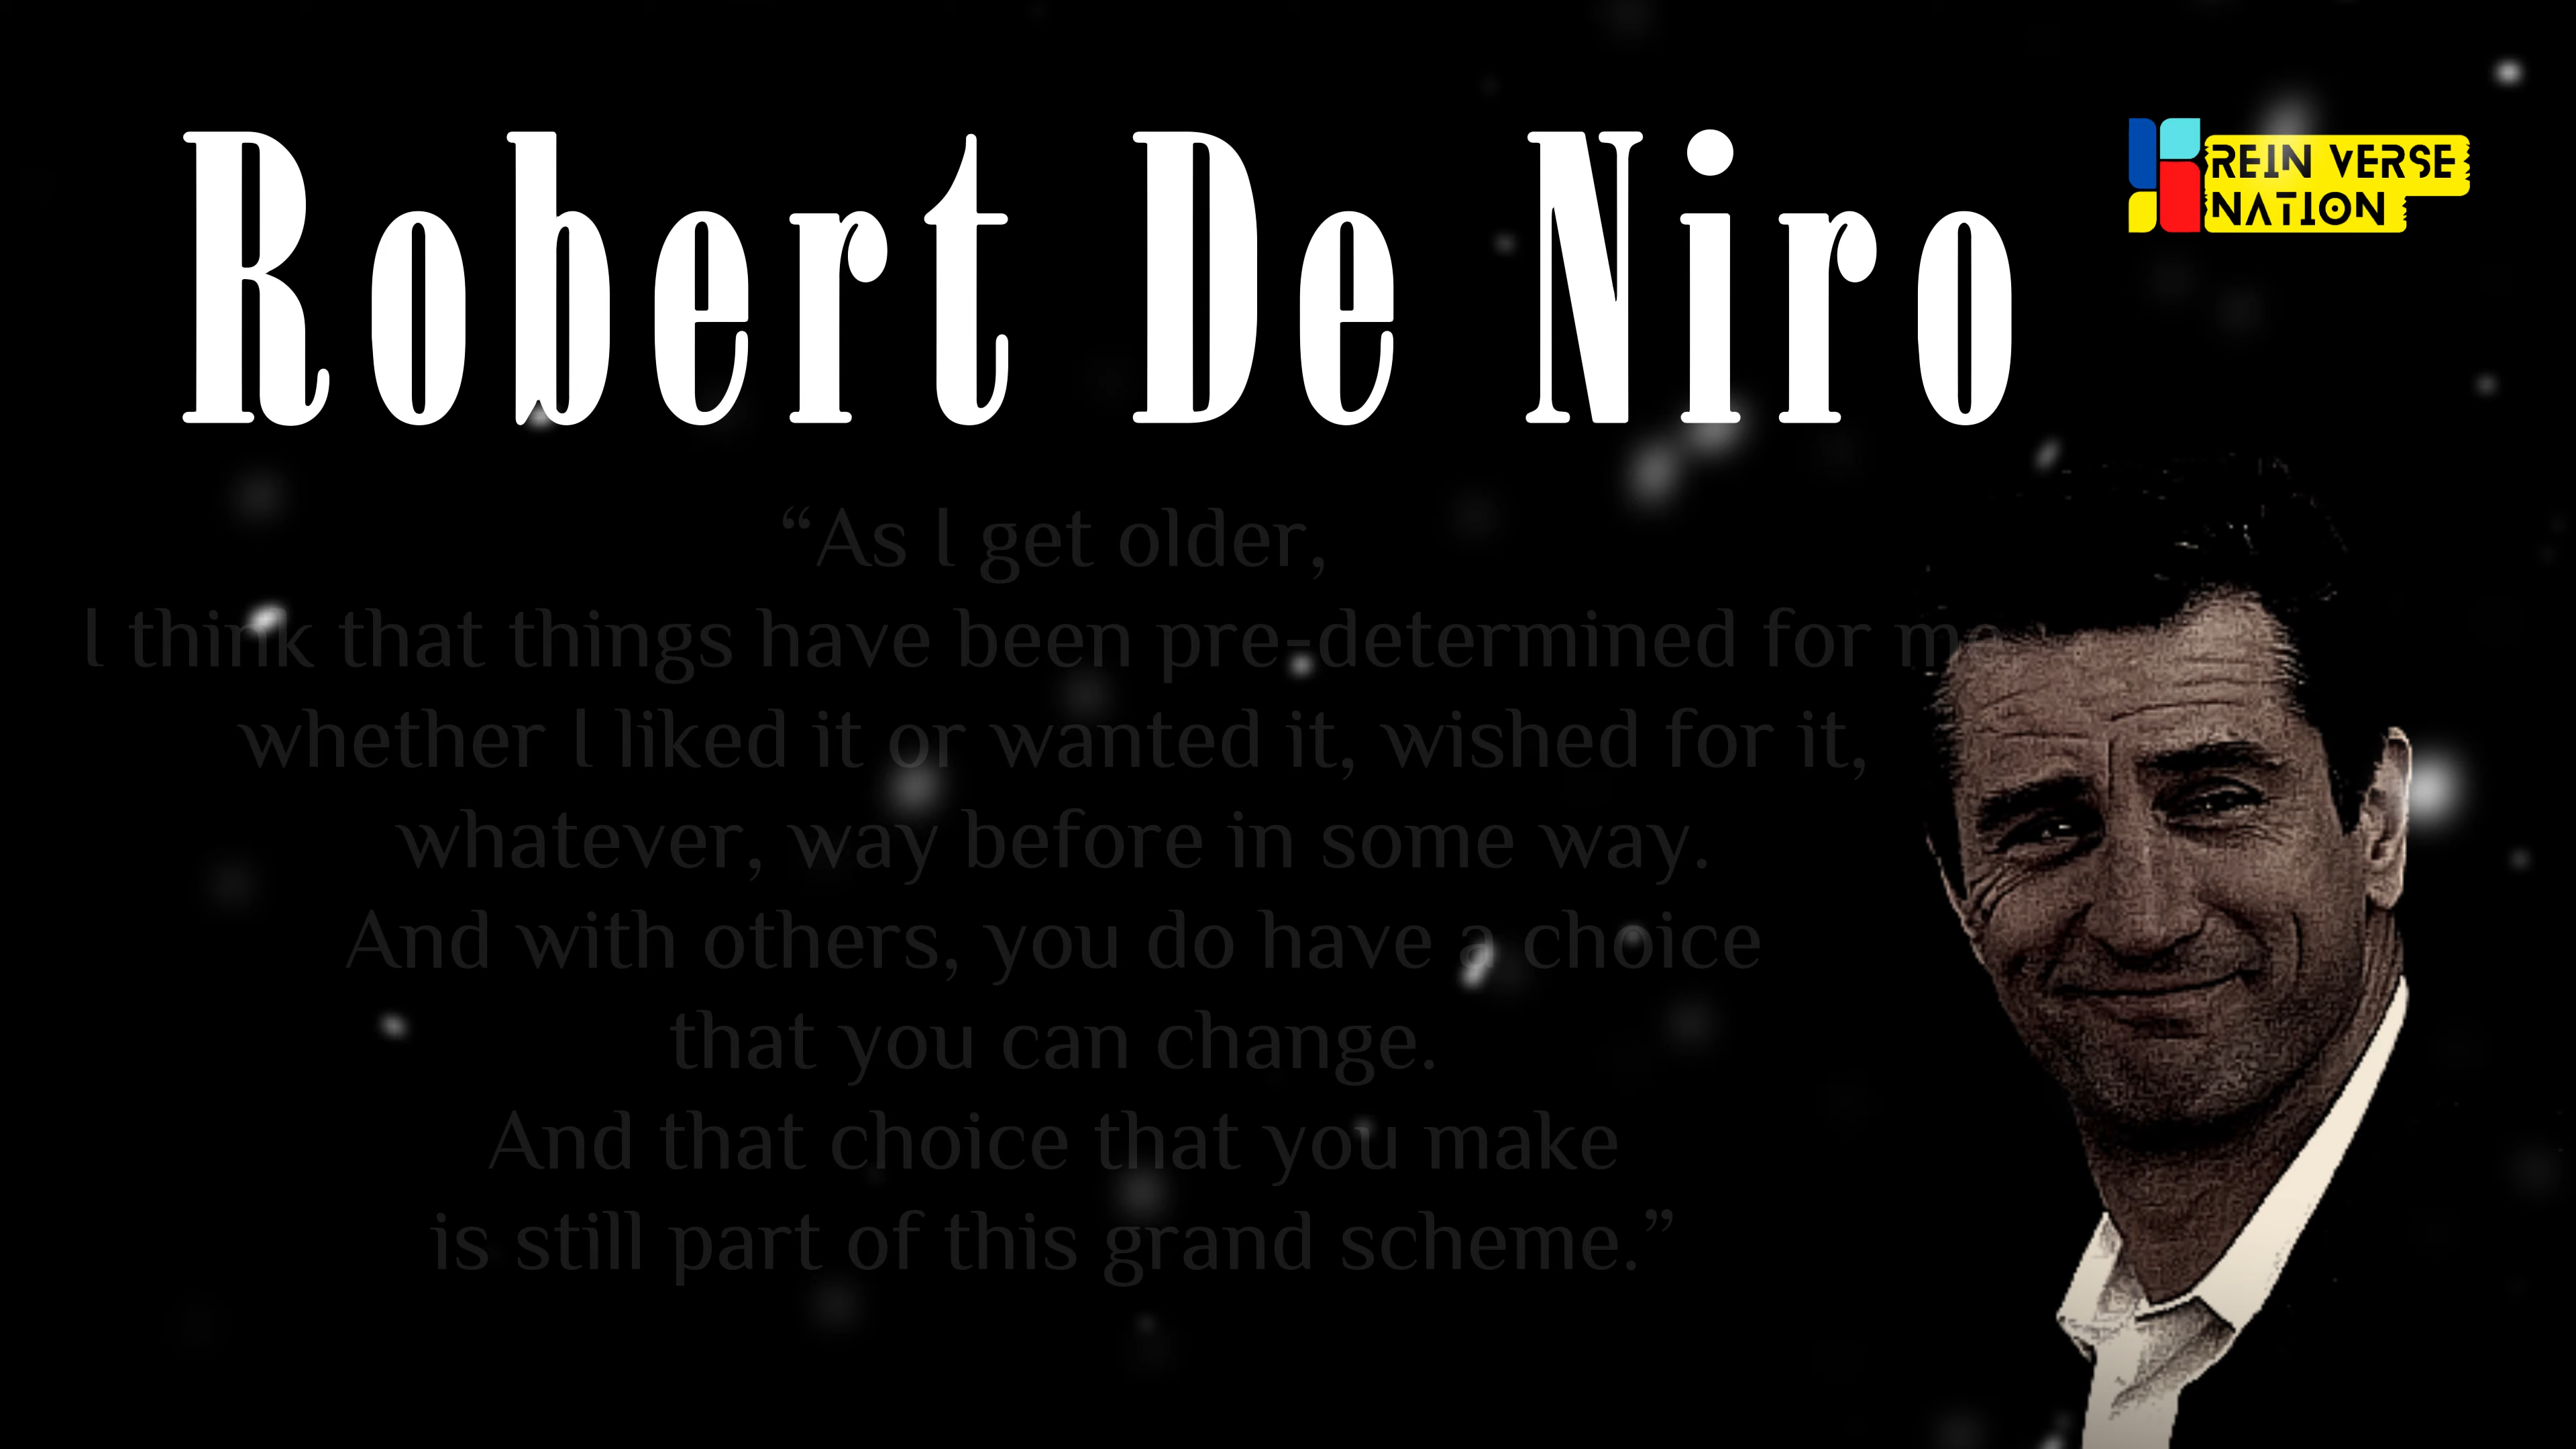 Robert De Niro
REIN VERSE
NATION
“As I get older,
I think that things have been pre-determined for me
whether I liked it or wanted it, wished for it,
whatever, way before in some way.
And with others, you do have a choice
that you can change.
And that choice that you make
is still part of this grand scheme.”